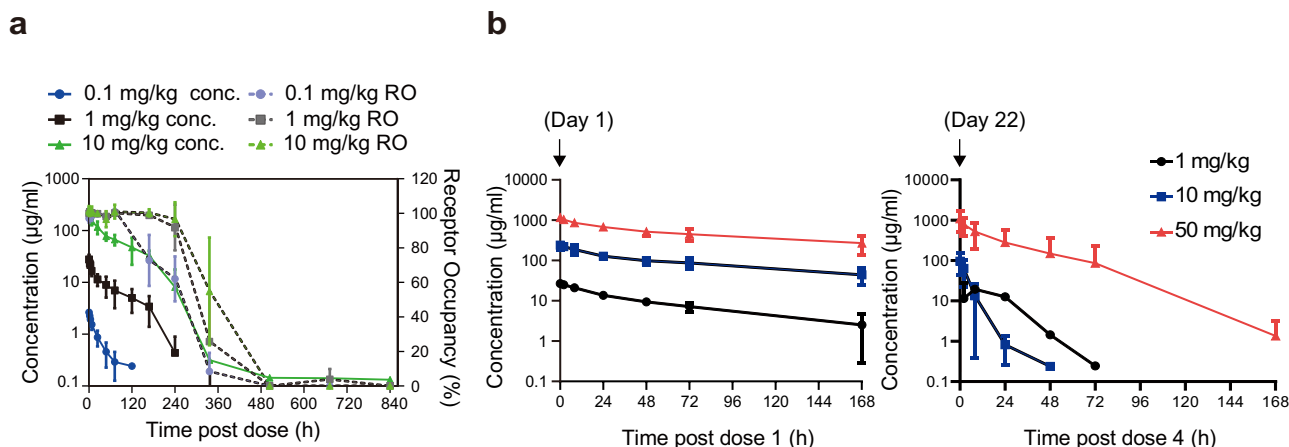 a
0.1 mg/kg conc.
0.1 mg/kg RO
1 mg/kg conc.
1 mg/kg RO
10 mg/kg conc.
10 mg/kg RO
Concentration (µg/ml)
1000
100
10
1
0.1
120
100
80
60
40
20
0
Receptor Occupancy (%)
0 120 240 360 480 600 720 840
Time post dose (h)
b
(Day 1)
Concentration (µg/ml)
10000
1000
100
10
1
0.1
0 24 48 72 96 120 144 168
Time post dose 1 (h)
(Day 22)
Concentration (µg/ml)
10000
1000
100
10
1
0.1
0 24 48 72 96 120 144 168
Time post dose 4 (h)
1 mg/kg
10 mg/kg
50 mg/kg